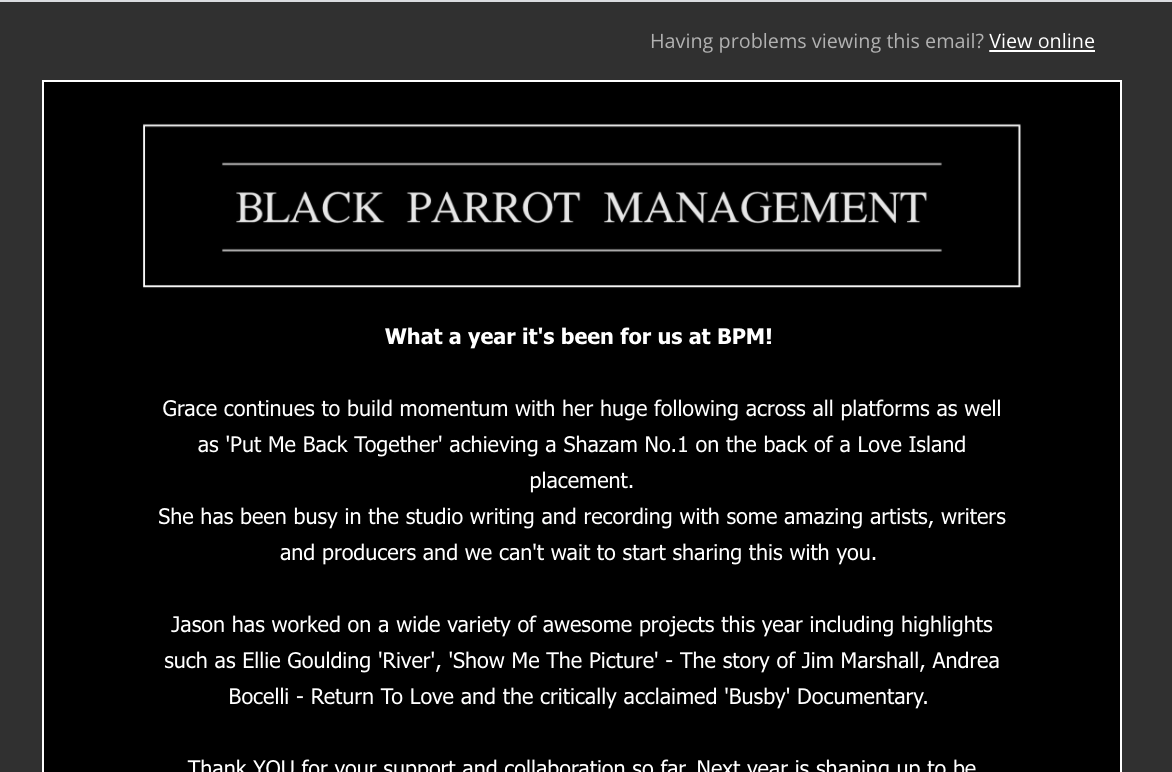 Having problems viewing this email? View online
BLACK PARROT MANAGEMENT
What a year it's been for us at BPM!
Grace continues to build momentum with her huge following across all platforms as well
as 'Put Me Back Together' achieving a Shazam No.1 on the back of a Love Island
placement.
She has been busy in the studio writing and recording with some amazing artists, writers
and producers and we can't wait to start sharing this with you.
Jason has worked on a wide variety of awesome projects this year including highlights
such as Ellie Goulding 'River', 'Show Me The Picture' - The story of Jim Marshall, Andrea
Bocelli - Return To Love and the critically acclaimed 'Busby' Documentary.
Thank YOU for your support and collaboration so far. Next year is shaping up to be